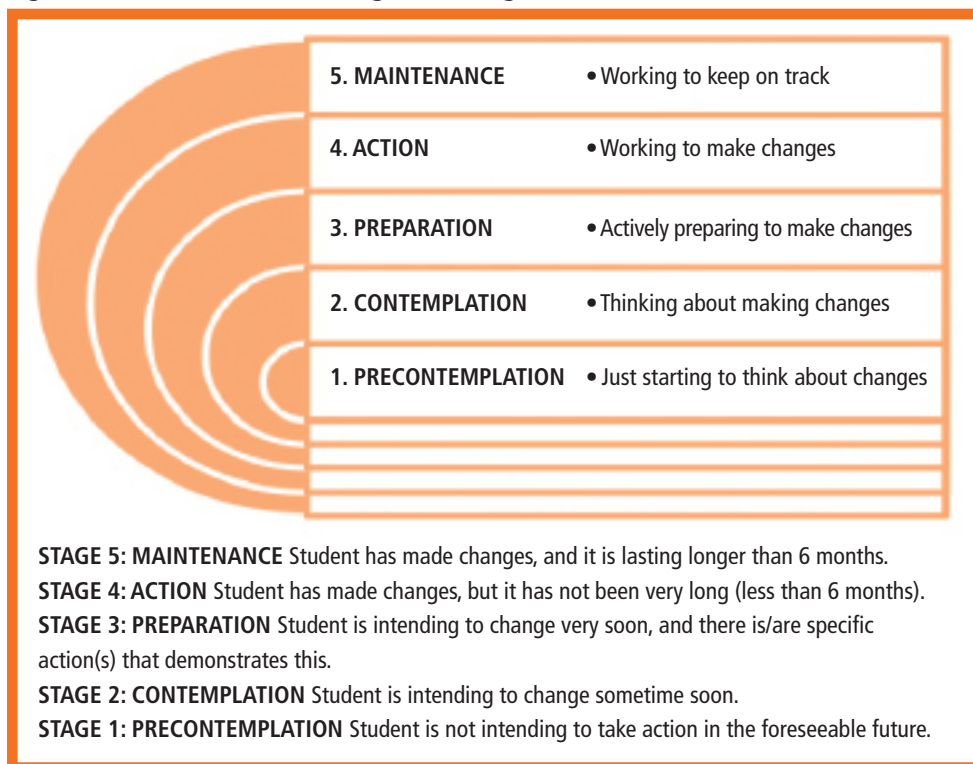 5. MAINTENANCE • Working to keep on track
4. ACTION • Working to make changes
3. PREPARATION • Actively preparing to make changes
2. CONTEMPLATION • Thinking about making changes
1. PRECONTEMPLATION • Just starting to think about changes
STAGE 5: MAINTENANCE Student has made changes, and it is lasting longer than 6 months.
STAGE 4: ACTION Student has made changes, but it has not been very long (less than 6 months).
STAGE 3: PREPARATION Student is intending to change very soon, and there is/are specific
action(s) that demonstrates this.
STAGE 2: CONTEMPLATION Student is intending to change sometime soon.
STAGE 1: PRECONTEMPLATION Student is not intending to take action in the foreseeable future.